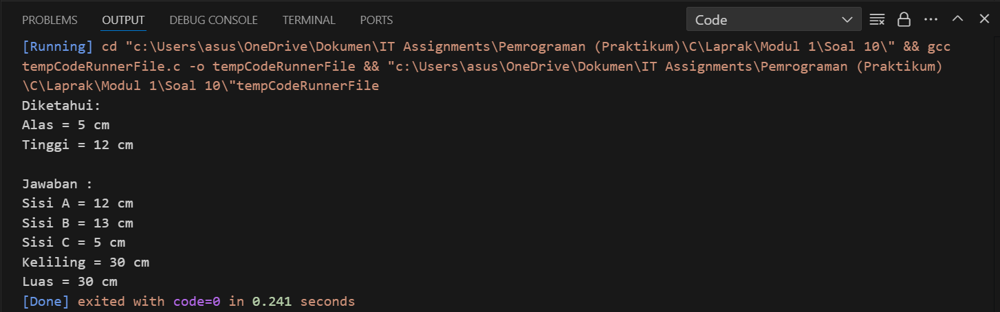 PROBLEMS OUTPUT DEBUG CONSOLE TERMINAL PORTS Code
[Running] cd "c:\Users\asus\OneDrive\Dokumen\IT Assignments\Pemrograman (Praktikum)\C\Laprak\Modul 1\Soal 10\" && gcc
tempCodeRunnerFile.c -o tempCodeRunnerFile && "c:\Users\asus\OneDrive\Dokumen\IT Assignments\Pemrograman (Praktikum)
\C\Laprak\Modul 1\Soal 10\"tempCodeRunnerFile
Diketahui:
Alas = 5 cm
Tinggi = 12 cm
Jawaban :
Sisi A = 12 cm
Sisi B = 13 cm
Sisi C = 5 cm
Keliling = 30 cm
Luas = 30 cm
[Done] exited with code=0 in 0.241 seconds